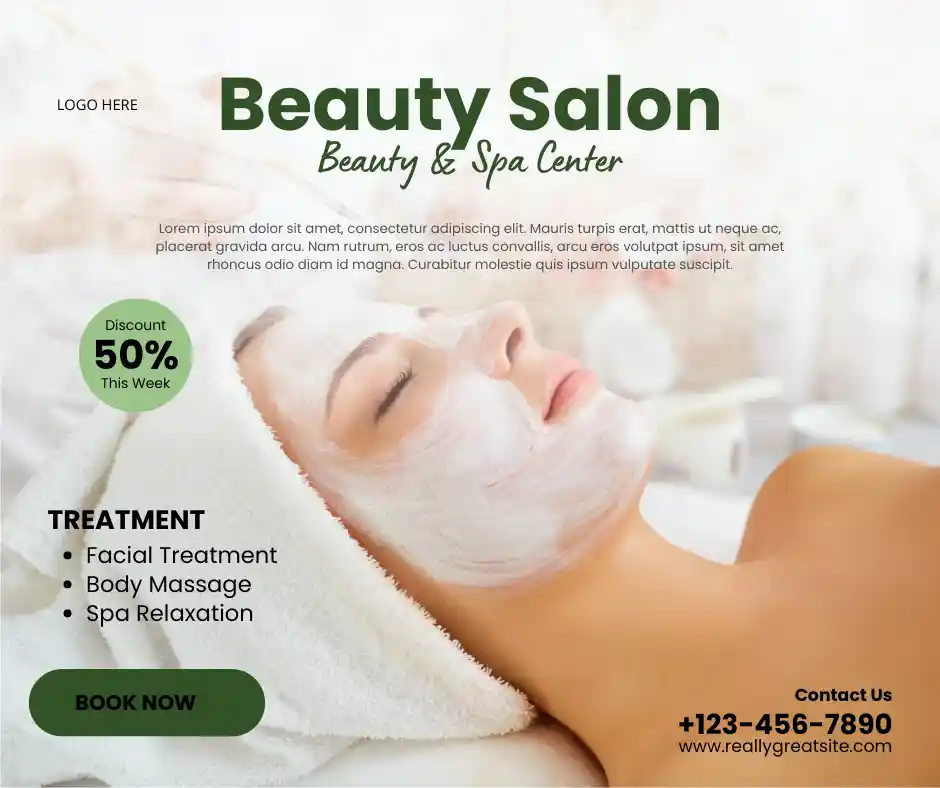 LOGO HERE
Beauty Salon
Beauty & Spa Center
Lorem ipsum dolor sit amet, consectetur adipiscing elit. Mauris turpis erat, mattis ut neque ac,
placerat gravida arcu. Nam rutrum, eros ac luctus convallis, arcu eros volutpat ipsum, sit amet
rhoncus odio diam id magna. Curabitur molestie quis ipsum vulputate suscipit.
Discount
50%
This Week
TREATMENT
• Facial Treatment
• Body Massage
• Spa Relaxation
BOOK NOW
Contact Us
+123-456-7890
www.reallygreatsite.com